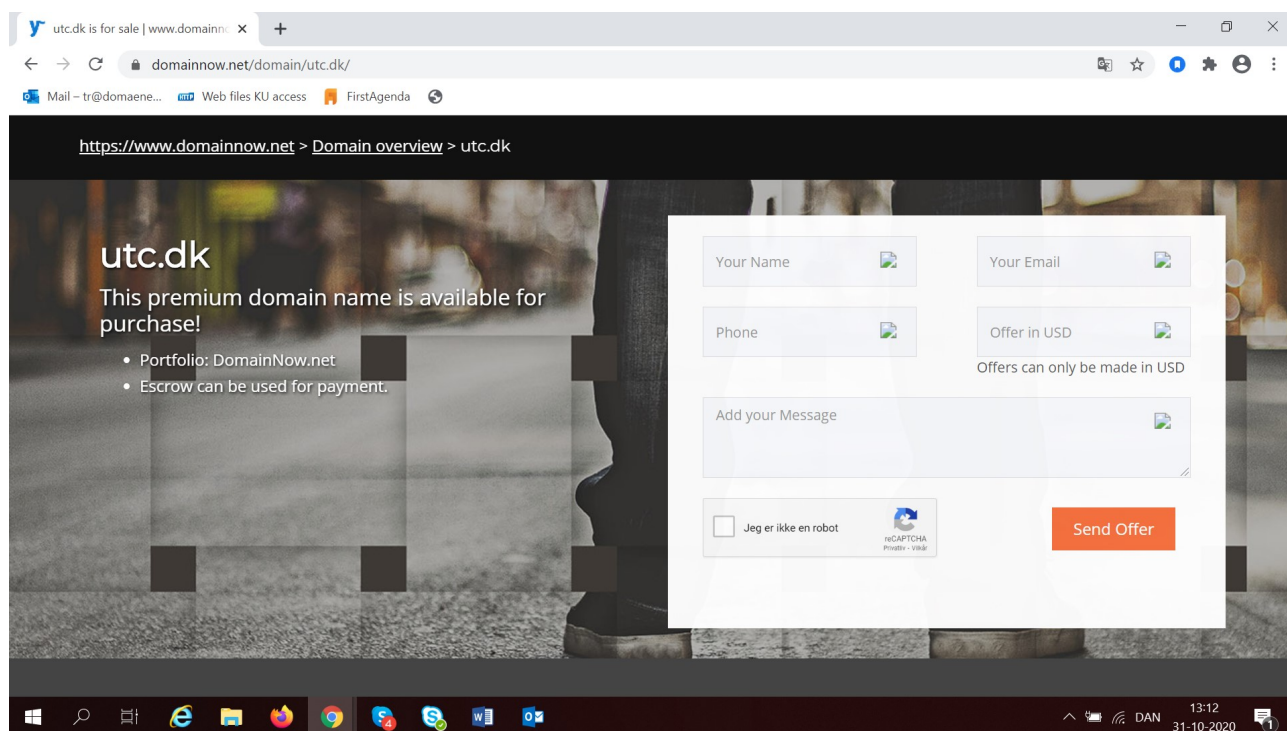 utc.dk is for sale | www.domainnc
domainnow.net/domain/utc.dk/
Mail – tr@domaene... Web files KU access FirstAgenda
https://www.domainnow.net > Domain overview > utc.dk
utc.dk
This premium domain name is available for
purchase!
• Portfolio: DomainNow.net
• Escrow can be used for payment.
Your Name
Your Email
Phone
Offer in USD
Offers can only be made in USD
Add your Message
Jeg er ikke en robot
reCAPTCHA
Privatliv - Vilkår
Send Offer
DAN
13:12
31-10-2020